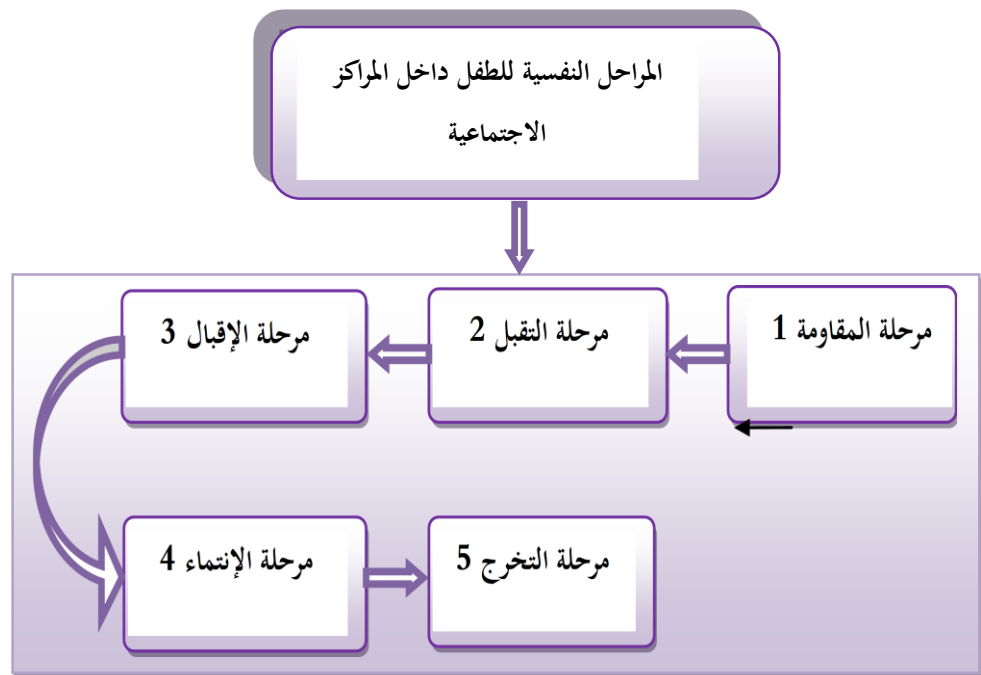 المراحل النفسية للطفل داخل المراكز
الاجتماعية
مرحلة المقاومة 1
مرحلة التقبل 2
مرحلة الإقبال 3
مرحلة الإنتماء 4
مرحلة التخرج 5